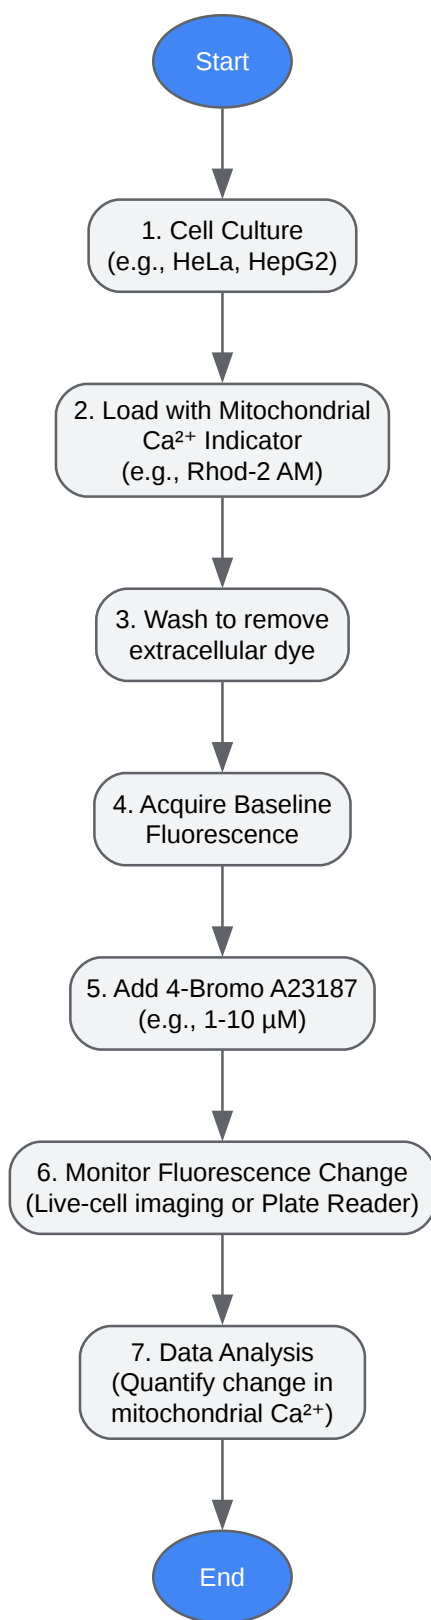 Start
1. Cell Culture
(e.g., HeLa, HepG2)
2. Load with Mitochondrial
Ca²⁺ Indicator
(e.g., Rhod-2 AM)
3. Wash to remove
extracellular dye
4. Acquire Baseline
Fluorescence
5. Add 4-Bromo A23187
(e.g., 1-10 µM)
6. Monitor Fluorescence Change
(Live-cell imaging or Plate Reader)
7. Data Analysis
(Quantify change in
mitochondrial Ca²⁺)
End